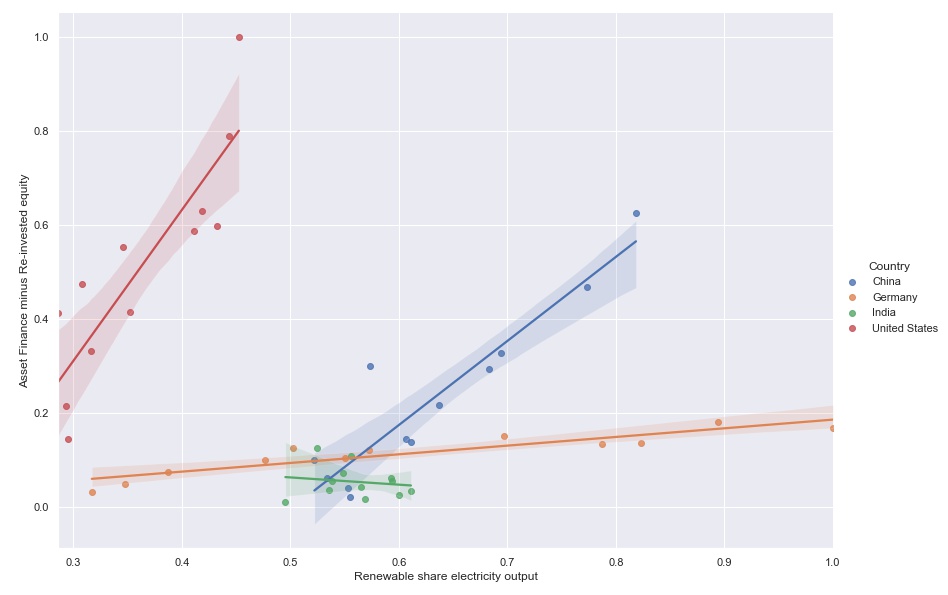 1.0
0.8
0.6
0.4
0.2
0.0
Asset Finance minus Re-invested equity
0.3 0.4 0.5 0.6 0.7 0.8 0.9 1.0
Renewable share electricity output
Country
China
Germany
India
United States